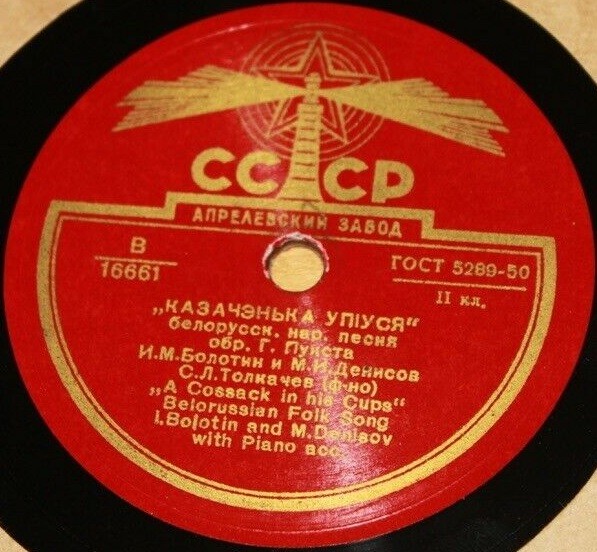 СССР
АПРЕЛЕВСКИЙ ЗАВОД
В
16661
ГОСТ 5289-50
II кл.
„КАЗАЧЭНЬКА УПІУСЯ“
белорусск. нар. песня
обр. Г. Пукста
И.М.Болотин и М.И.Денисов
С.Л.Толкачев (ф-но)
„A Cossack in his Cups“
Belorussian Folk Song
I.Bolotin and M.Denisov
with Piano acc.